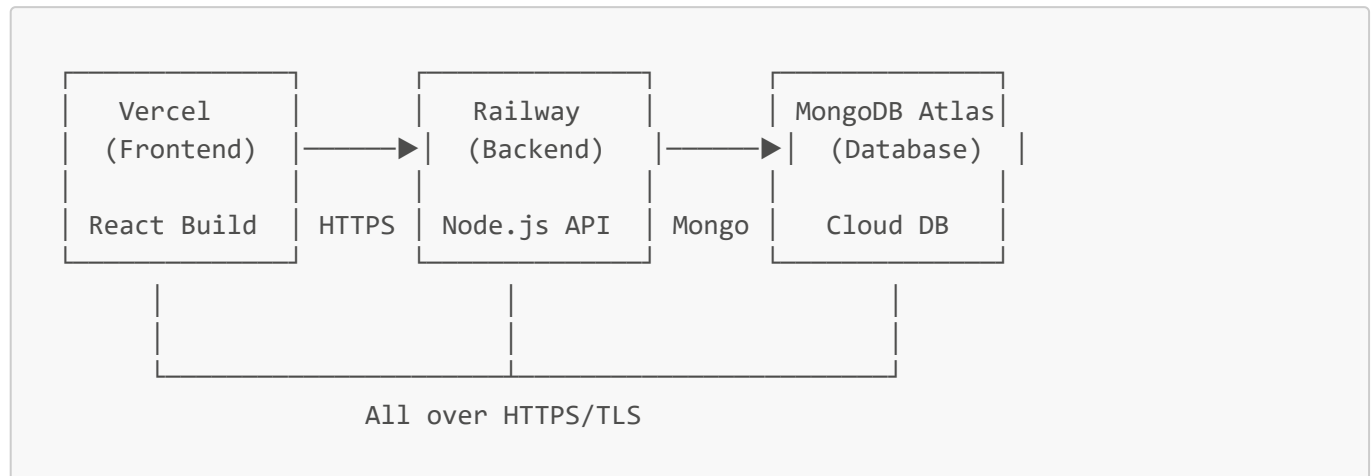 Vercel Railway MongoDB Atlas
(Frontend) (Backend) (Database)
React Build HTTPS Node.js API Mongo Cloud DB
All over HTTPS/TLS